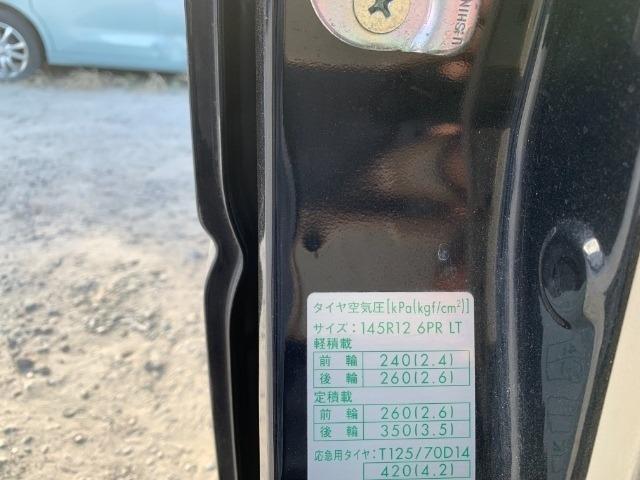 NIHSHIN
タイヤ空気圧[kPa(kgf/cm²)]
サイズ:145R12 6PR LT
軽積載
前 輪 240(2.4)
後 輪 260(2.6)
定積載
前 輪 260(2.6)
後 輪 350(3.5)
応急用タイヤ:T125/70D14
420(4.2)